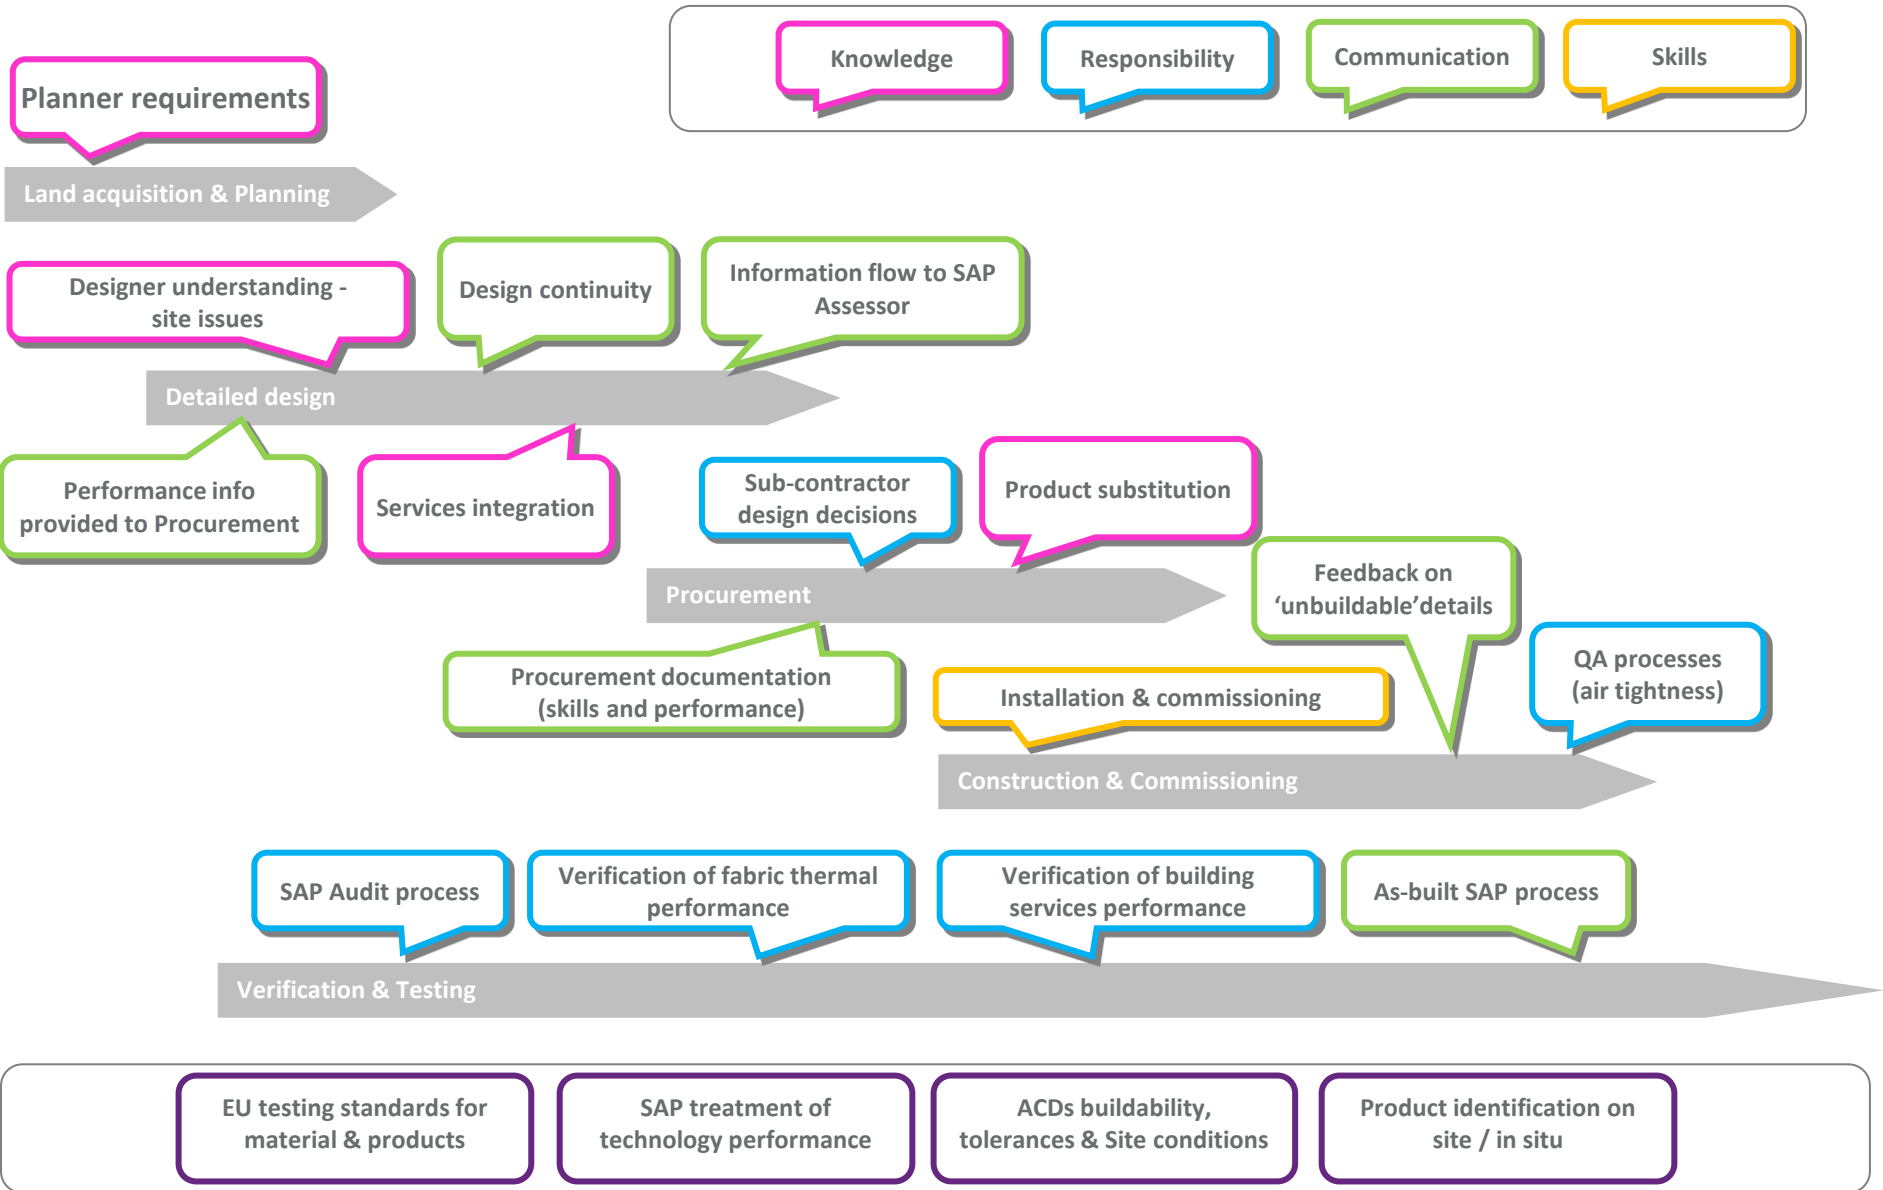 Knowledge
Responsibility
Communication
Skills
Planner requirements
Land acquisition & Planning
Designer understanding -
site issues
Design continuity
Information flow to SAP
Assessor
Detailed design
Performance info
provided to Procurement
Services integration
Sub-contractor
design decisions
Product substitution
Procurement
Feedback on
‘unbuildable’details
QA processes
(air tightness)
Procurement documentation
(skills and performance)
Installation & commissioning
Construction & Commissioning
SAP Audit process
Verification of fabric thermal
performance
Verification of building
services performance
As-built SAP process
Verification & Testing
EU testing standards for
material & products
SAP treatment of
technology performance
ACDs buildability,
tolerances & Site conditions
Product identification on
site / in situ